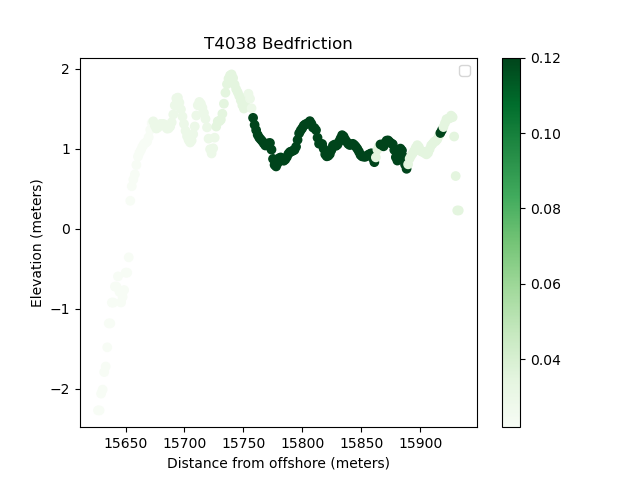 T4038 Bedfriction
Elevation (meters)
2
1
0
−1
−2
15650 15700 15750 15800 15850 15900
Distance from offshore (meters)
0.12
0.10
0.08
0.06
0.04